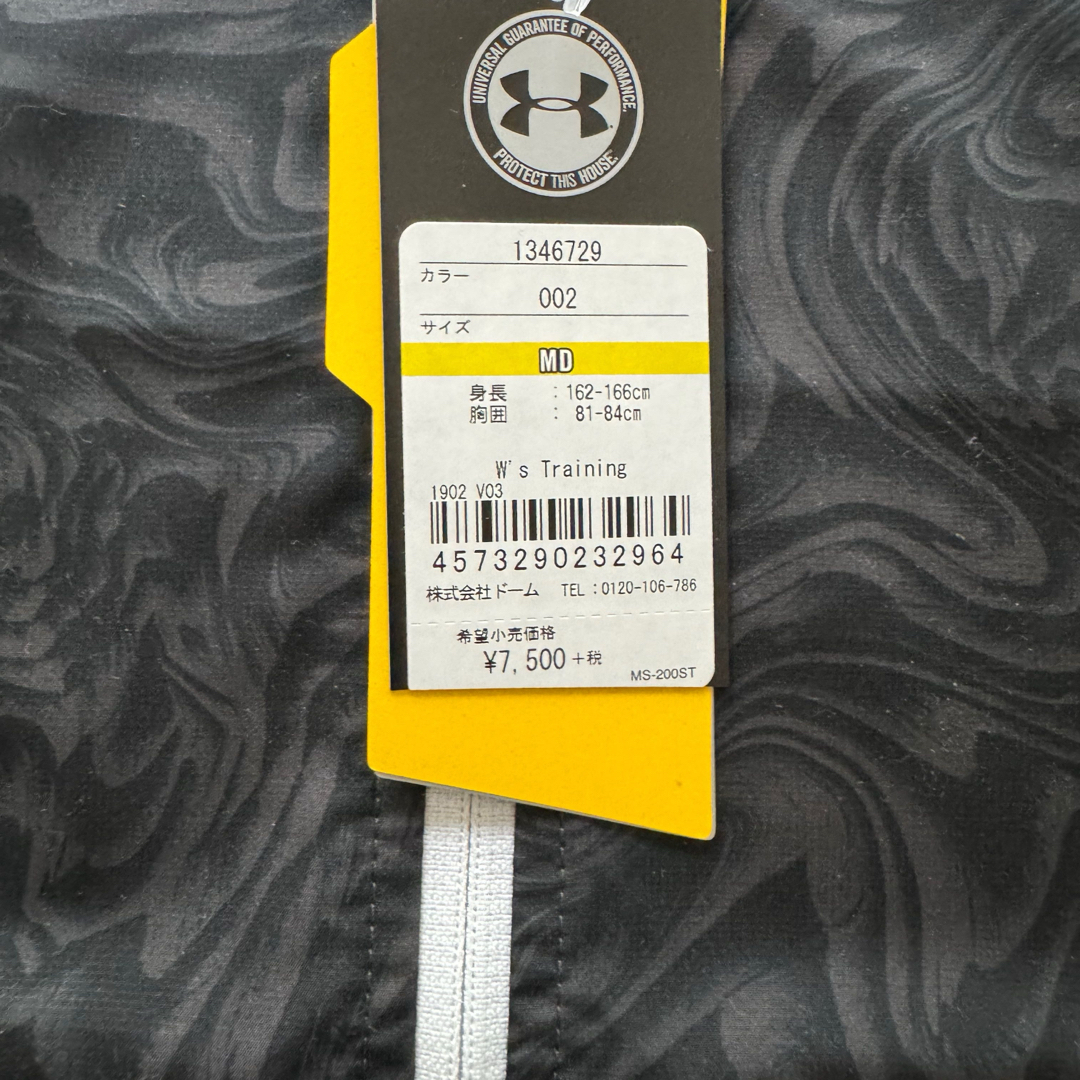 UNIVERSAL GUARANTEE OF PERFORMANCE.
PROTECT THIS HOUSE.
1346729
カラー
002
サイズ
MD
身長 : 162-166cm
胸囲 : 81-84cm
W's Training
1902 V03
4573290232964
株式会社ドーム TEL:0120-106-786
希望小売価格
¥7,500+税
MS-200ST